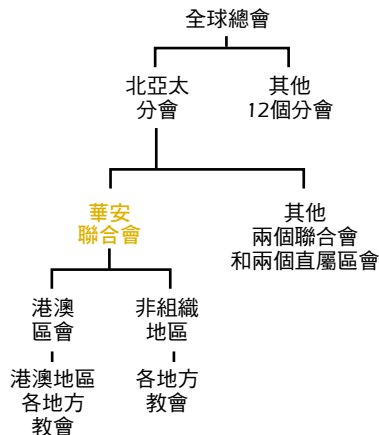 全球總會
北亞太
分會
其他
12個分會
華安
聯合會
其他
兩個聯合會
和兩個直屬區會
港澳
區會
非組織
地區
港澳地區
各地方
教會
各地方
教會